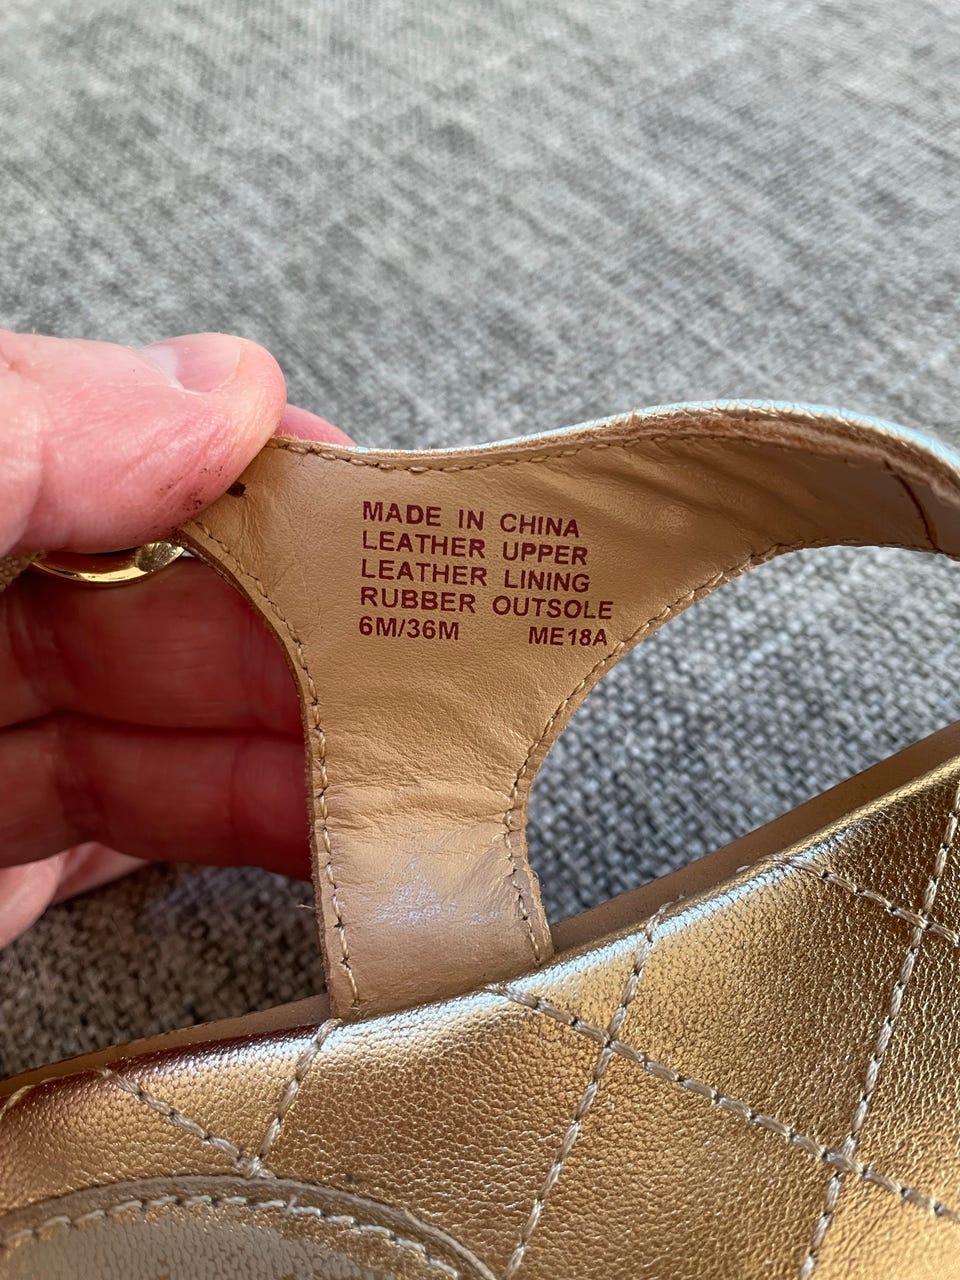 MADE IN CHINA
LEATHER UPPER
LEATHER LINING
RUBBER OUTSOLE
6M/36M ME18A